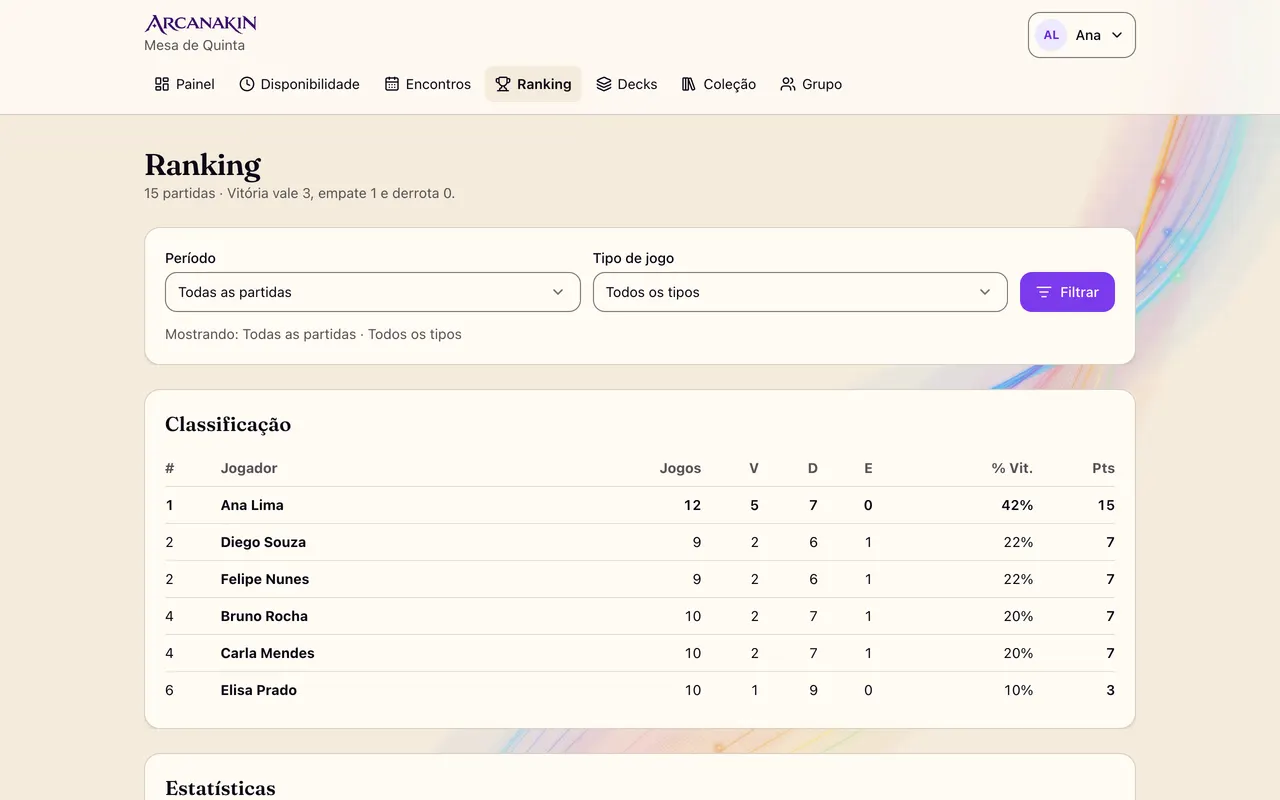 ARCANAKIN
Mesa de Quinta
AL Ana
Painel Disponibilidade Encontros Ranking Decks Coleção Grupo
Ranking
15 partidas · Vitória vale 3, empate 1 e derrota 0.
Período Tipo de jogo
Todas as partidas Todos os tipos Filtrar
Mostrando: Todas as partidas · Todos os tipos
Classificação
# Jogador Jogos V D E % Vit. Pts
1 Ana Lima 12 5 7 0 42% 15
2 Diego Souza 9 2 6 1 22% 7
2 Felipe Nunes 9 2 6 1 22% 7
4 Bruno Rocha 10 2 7 1 20% 7
4 Carla Mendes 10 2 7 1 20% 7
6 Elisa Prado 10 1 9 0 10% 3
Estatísticas